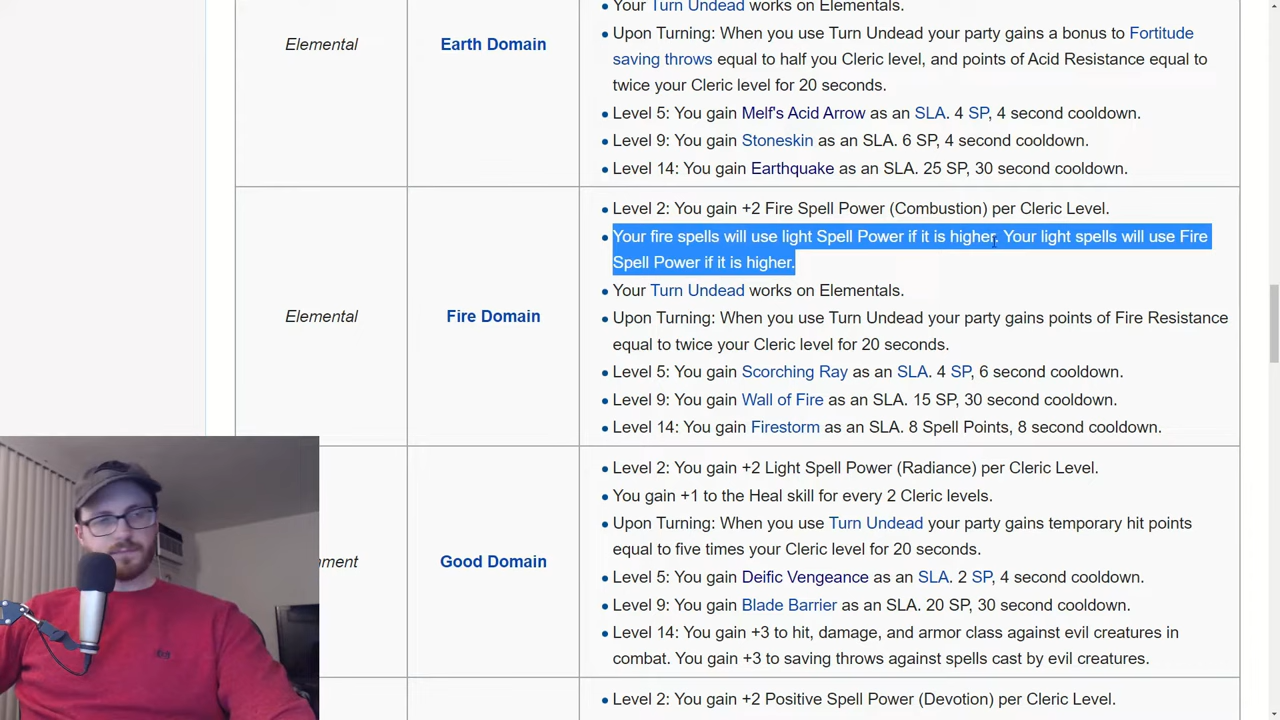 • Your Turn Undead works on Elementals.
• Upon Turning: When you use Turn Undead your party gains a bonus to Fortitude
saving throws equal to half you Cleric level, and points of Acid Resistance equal to
twice your Cleric level for 20 seconds.
Elemental
Earth Domain
• Level 5: You gain Melf's Acid Arrow as an SLA. 4 SP, 4 second cooldown.
• Level 9: You gain Stoneskin as an SLA. 6 SP, 4 second cooldown.
• Level 14: You gain Earthquake as an SLA. 25 SP, 30 second cooldown.
• Level 2: You gain +2 Fire Spell Power (Combustion) per Cleric Level.
• Your fire spells will use light Spell Power if it is higher. Your light spells will use Fire
Spell Power if it is higher.
• Your Turn Undead works on Elementals.
Elemental
Fire Domain
• Upon Turning: When you use Turn Undead your party gains points of Fire Resistance
equal to twice your Cleric level for 20 seconds.
• Level 5: You gain Scorching Ray as an SLA. 4 SP, 6 second cooldown.
• Level 9: You gain Wall of Fire as an SLA. 15 SP, 30 second cooldown.
• Level 14: You gain Firestorm as an SLA. 8 Spell Points, 8 second cooldown.
• Level 2: You gain +2 Light Spell Power (Radiance) per Cleric Level.
• You gain +1 to the Heal skill for every 2 Cleric levels.
• Upon Turning: When you use Turn Undead your party gains temporary hit points
equal to five times your Cleric level for 20 seconds.
nment
Good Domain
• Level 5: You gain Deific Vengeance as an SLA. 2 SP, 4 second cooldown.
• Level 9: You gain Blade Barrier as an SLA. 20 SP, 30 second cooldown.
• Level 14: You gain +3 to hit, damage, and armor class against evil creatures in
combat. You gain +3 to saving throws against spells cast by evil creatures.
• Level 2: You gain +2 Positive Spell Power (Devotion) per Cleric Level.